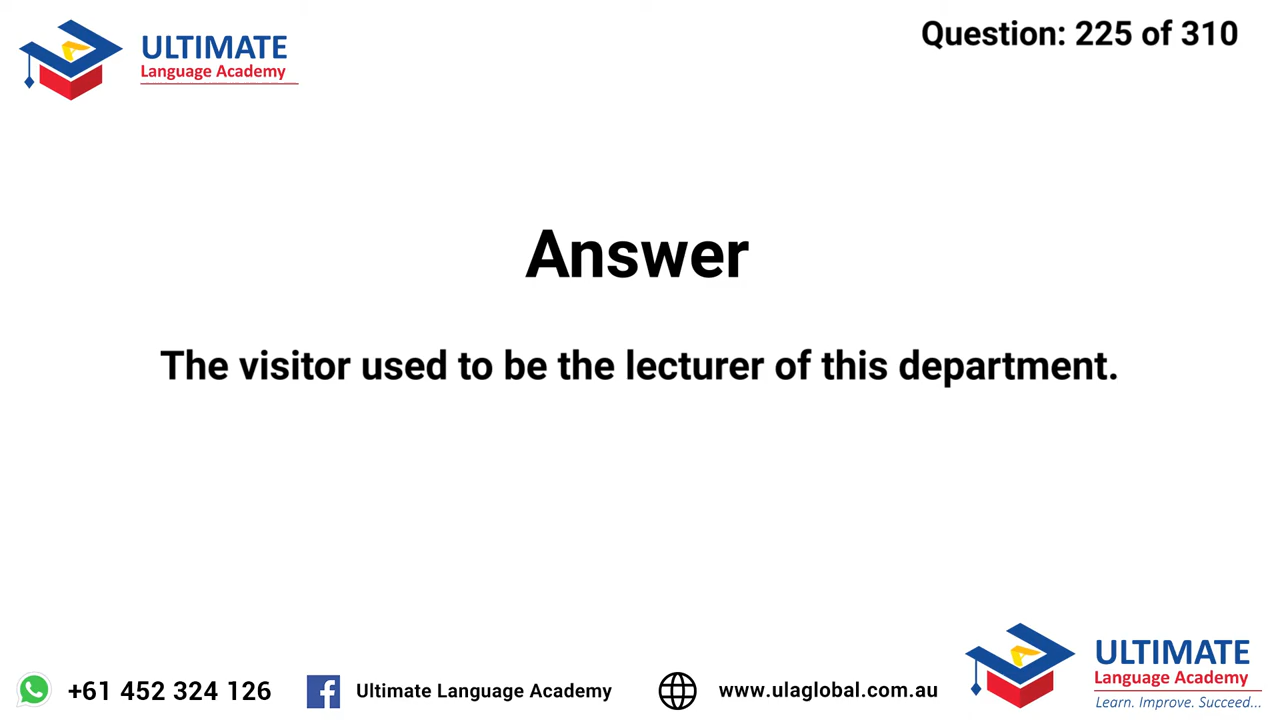 ULTIMATE
Language Academy
Question: 225 of 310
Answer
The visitor used to be the lecturer of this department.
+61 452 324 126
Ultimate Language Academy
www.ulaglobal.com.au
ULTIMATE
Language Academy
Learn. Improve. Succeed...